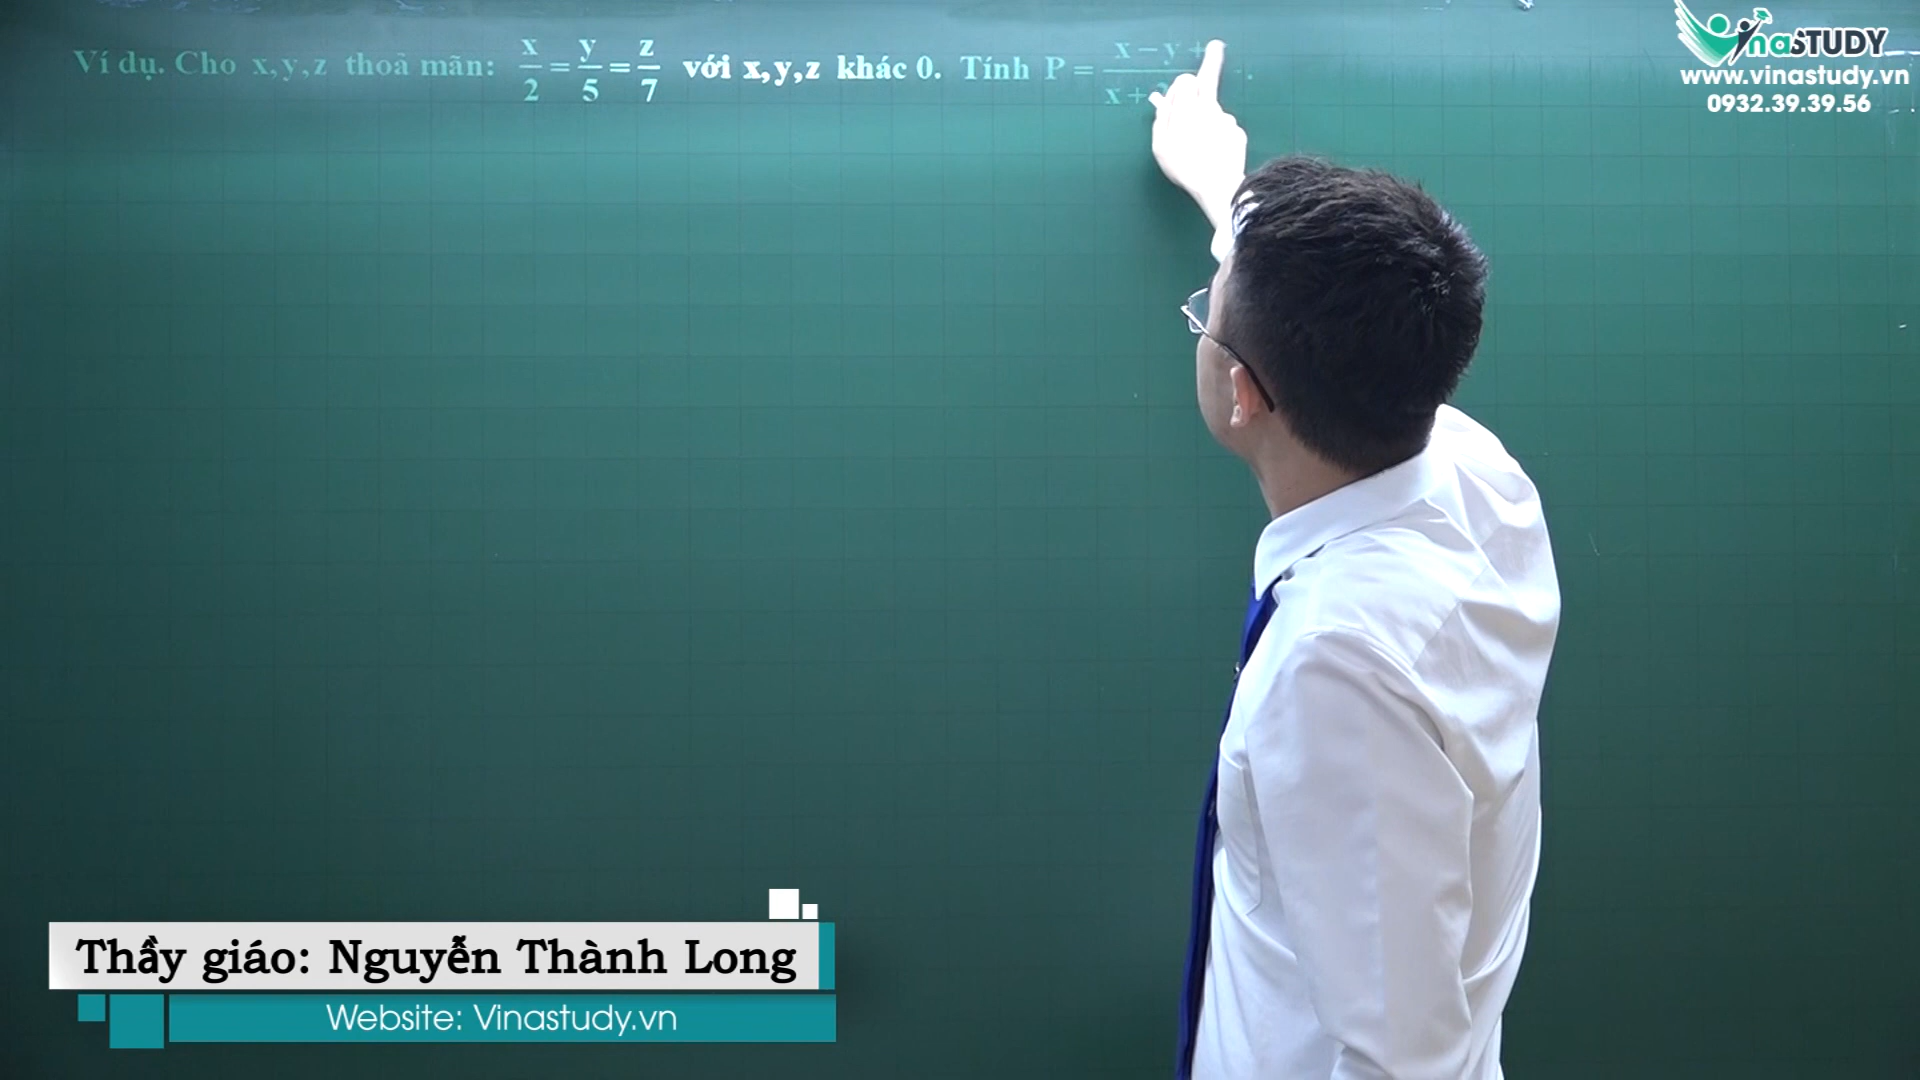 Ví dụ. Cho x, y, z thoả mãn: x/2 = y/5 = z/7 với x, y, z khác 0. Tính P = (x − y +)/(x +
VinaSTUDY
www.vinastudy.vn
0932.39.39.56
Thầy giáo: Nguyễn Thành Long
Website: Vinastudy.vn